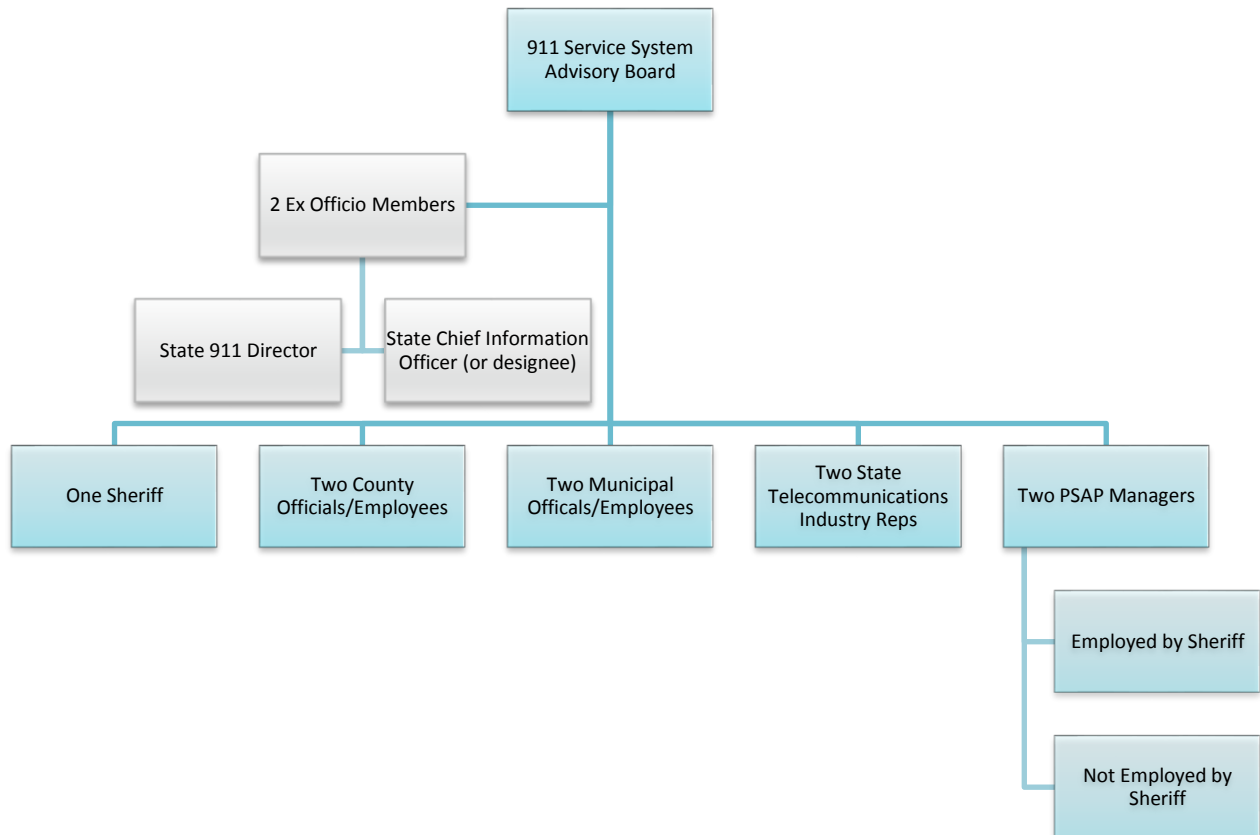 911 Service System
Advisory Board
2 Ex Officio Members
State 911 Director
State Chief Information
Officer (or designee)
One Sheriff
Two County
Officials/Employees
Two Municipal
Officals/Employees
Two State
Telecommunications
Industry Reps
Two PSAP Managers
Employed by Sheriff
Not Employed by
Sheriff